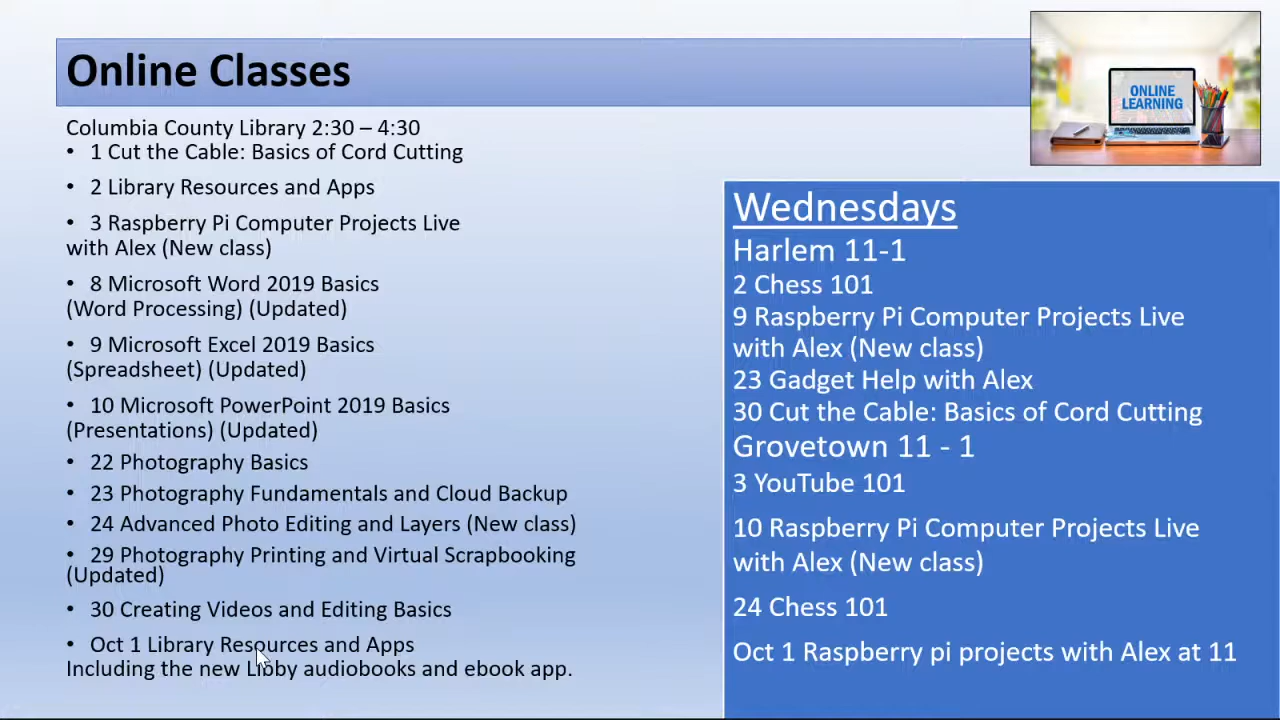 Online Classes
ONLINE
LEARNING
Columbia County Library 2:30 – 4:30
• 1 Cut the Cable: Basics of Cord Cutting
• 2 Library Resources and Apps
• 3 Raspberry Pi Computer Projects Live
with Alex (New class)
• 8 Microsoft Word 2019 Basics
(Word Processing) (Updated)
• 9 Microsoft Excel 2019 Basics
(Spreadsheet) (Updated)
• 10 Microsoft PowerPoint 2019 Basics
(Presentations) (Updated)
• 22 Photography Basics
• 23 Photography Fundamentals and Cloud Backup
• 24 Advanced Photo Editing and Layers (New class)
• 29 Photography Printing and Virtual Scrapbooking
(Updated)
• 30 Creating Videos and Editing Basics
• Oct 1 Library Resources and Apps
Including the new Libby audiobooks and ebook app.
Wednesdays
Harlem 11-1
2 Chess 101
9 Raspberry Pi Computer Projects Live
with Alex (New class)
23 Gadget Help with Alex
30 Cut the Cable: Basics of Cord Cutting
Grovetown 11 - 1
3 YouTube 101
10 Raspberry Pi Computer Projects Live
with Alex (New class)
24 Chess 101
Oct 1 Raspberry pi projects with Alex at 11